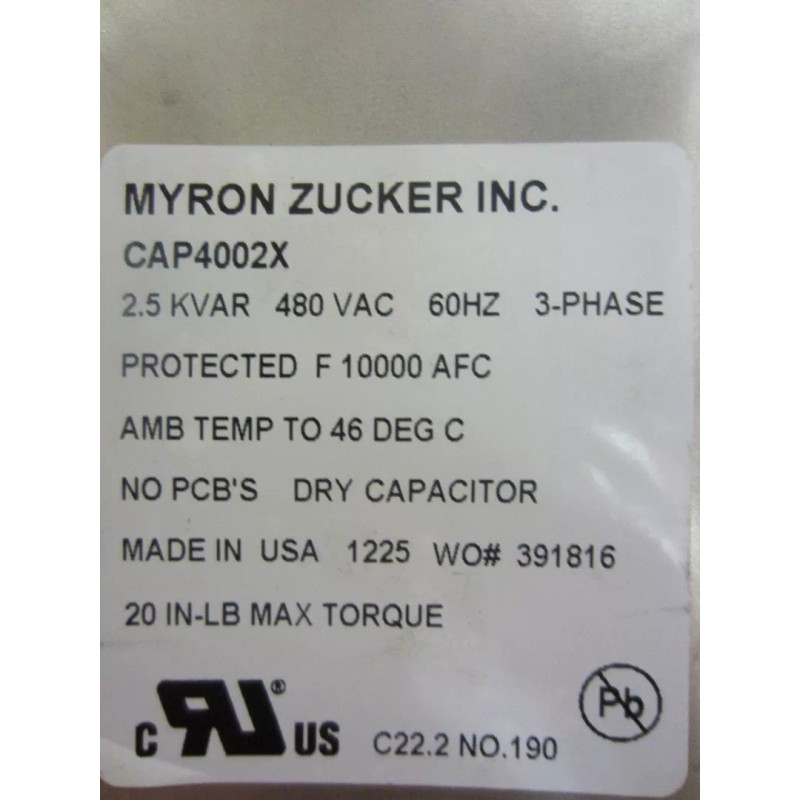 MYRON ZUCKER INC.
CAP4002X
2.5 KVAR 480 VAC 60HZ 3-PHASE
PROTECTED F 10000 AFC
AMB TEMP TO 46 DEG C
NO PCB'S DRY CAPACITOR
MADE IN USA 1225 WO# 391816
20 IN-LB MAX TORQUE
C RU® US C22.2 NO.190 Pb